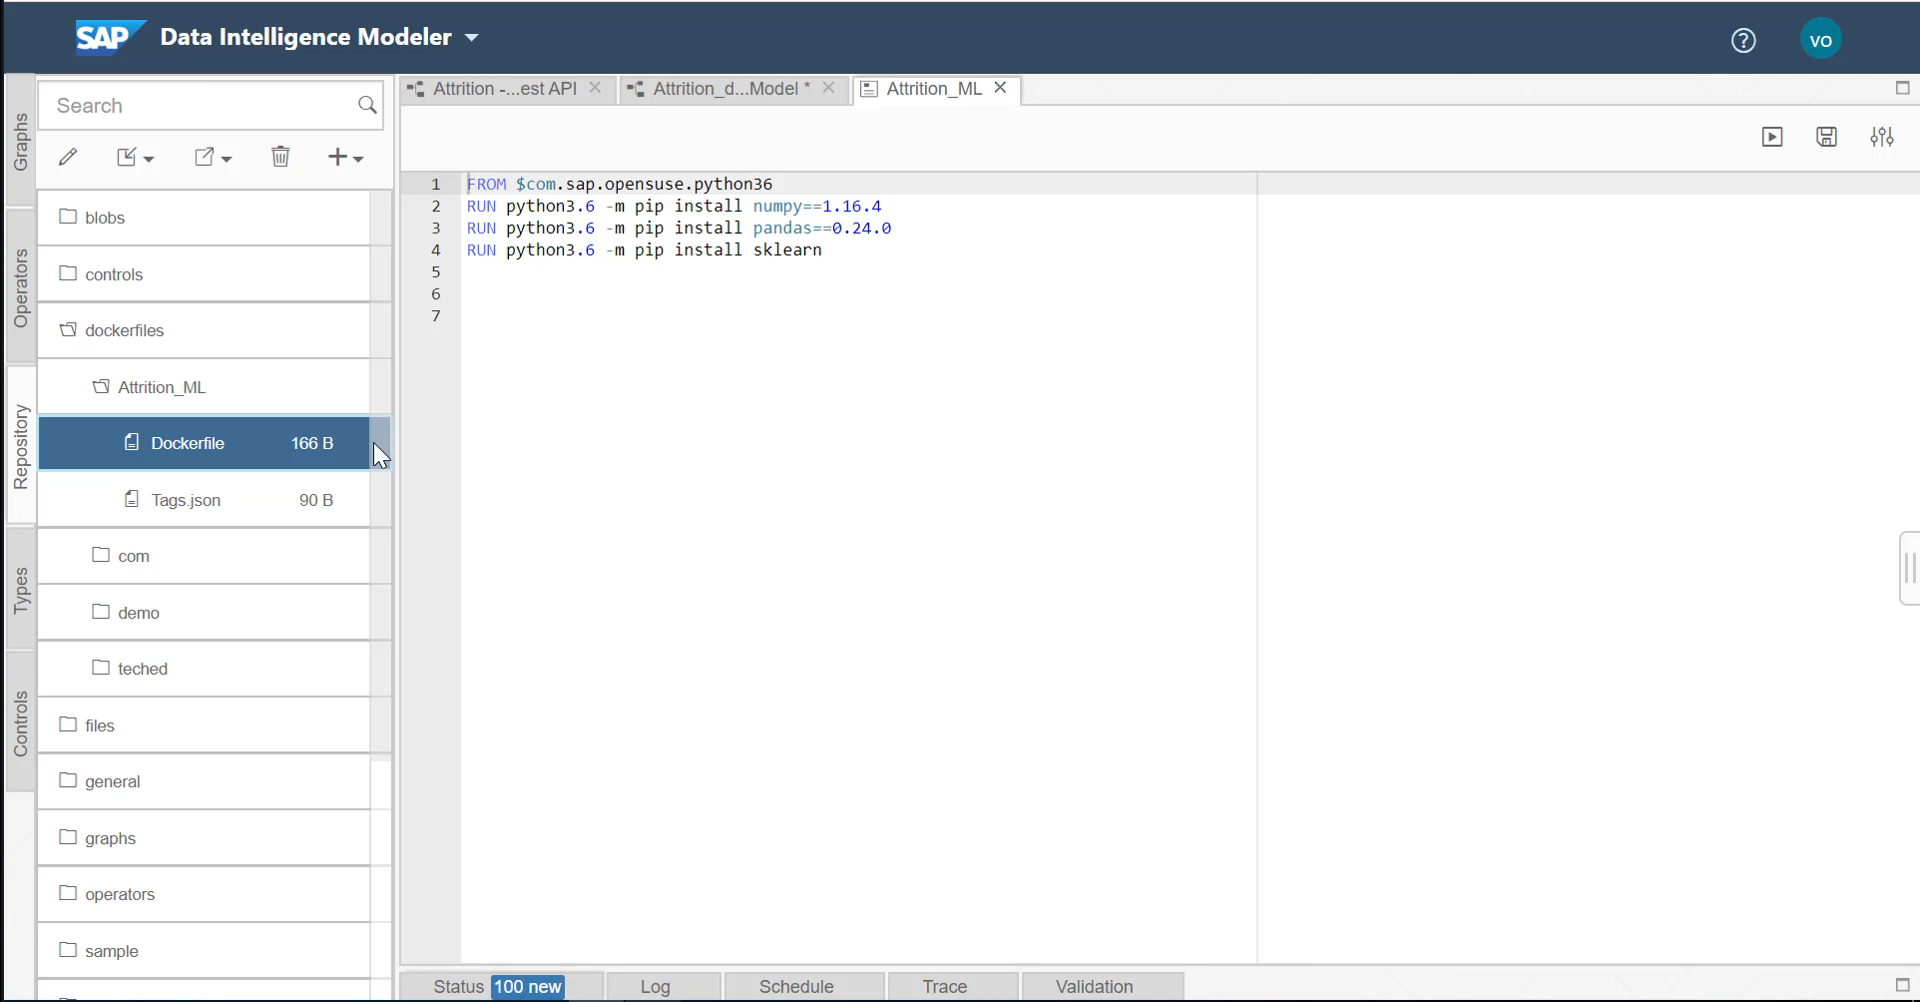 SAP Data Intelligence Modeler
VO
Search
Graphs
Operators
Repository
Types
Controls
blobs
controls
dockerfiles
Attrition_ML
Dockerfile 166 B
Tags.json 90 B
com
demo
teched
files
general
graphs
operators
sample
Attrition -...est API
Attrition_d...Model *
Attrition_ML
1 FROM $com.sap.opensuse.python36
2 RUN python3.6 -m pip install numpy==1.16.4
3 RUN python3.6 -m pip install pandas==0.24.0
4 RUN python3.6 -m pip install sklearn
5
6
7
Status 100 new
Log
Schedule
Trace
Validation